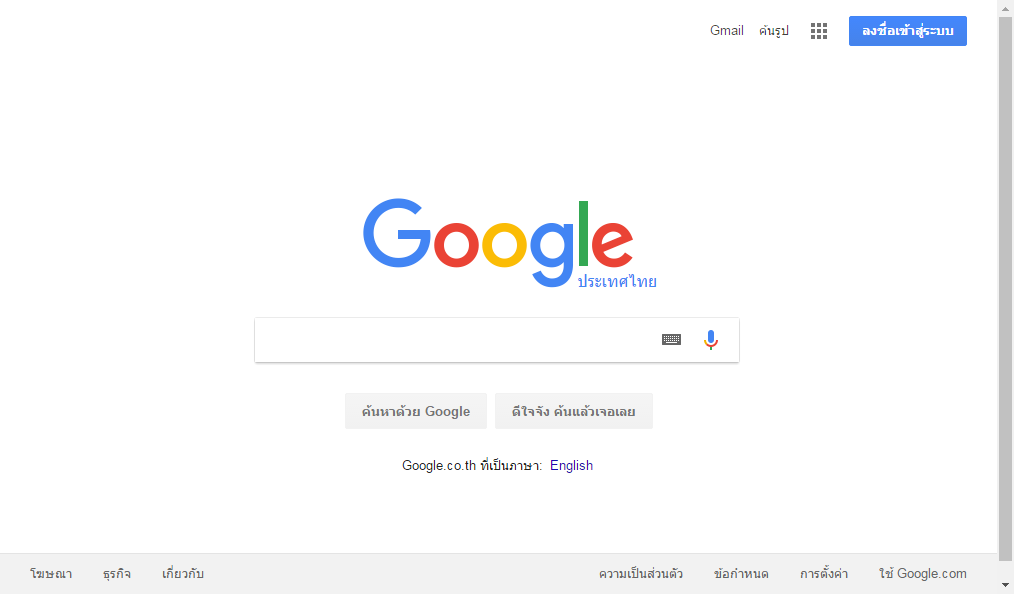 Gmail ค้นรูป ลงชื่อเข้าสู่ระบบ
Google
ประเทศไทย
ค้นหาด้วย Google ดีใจจัง ค้นแล้วเจอเลย
Google.co.th ที่เป็นภาษา: English
โฆษณา ธุรกิจ เกี่ยวกับ ความเป็นส่วนตัว ข้อกำหนด การตั้งค่า ใช้ Google.com